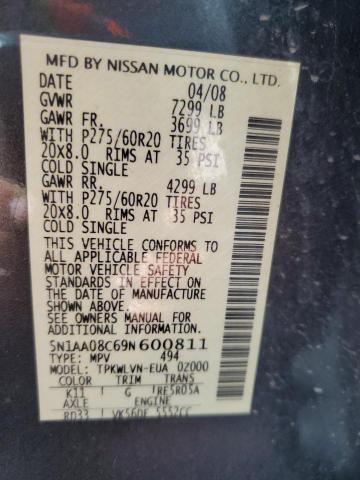 MFD BY NISSAN MOTOR CO., LTD.
DATE 04/08
GVWR 7299 LB
GAWR FR. 3699 LB
WITH P275/60R20 TIRES
20X8.0 RIMS AT 35 PSI
COLD SINGLE
GAWR RR. 4299 LB
WITH P275/60R20 TIRES
20X8.0 RIMS AT 35 PSI
COLD SINGLE
THIS VEHICLE CONFORMS TO
ALL APPLICABLE FEDERAL
MOTOR VEHICLE SAFETY
STANDARDS IN EFFECT ON
THE DATE OF MANUFACTURE
SHOWN ABOVE.
SEE OWNERS MANUAL FOR
ADDITIONAL INFORMATION
5N1AA08C69N600811
TYPE: MPV 494
MODEL: TPKWLVN-EUA 0Z000
COLOR TRIM TRANS
K11 G RE5R05A
AXLE ENGINE
RD33 VK56DE 5552CC